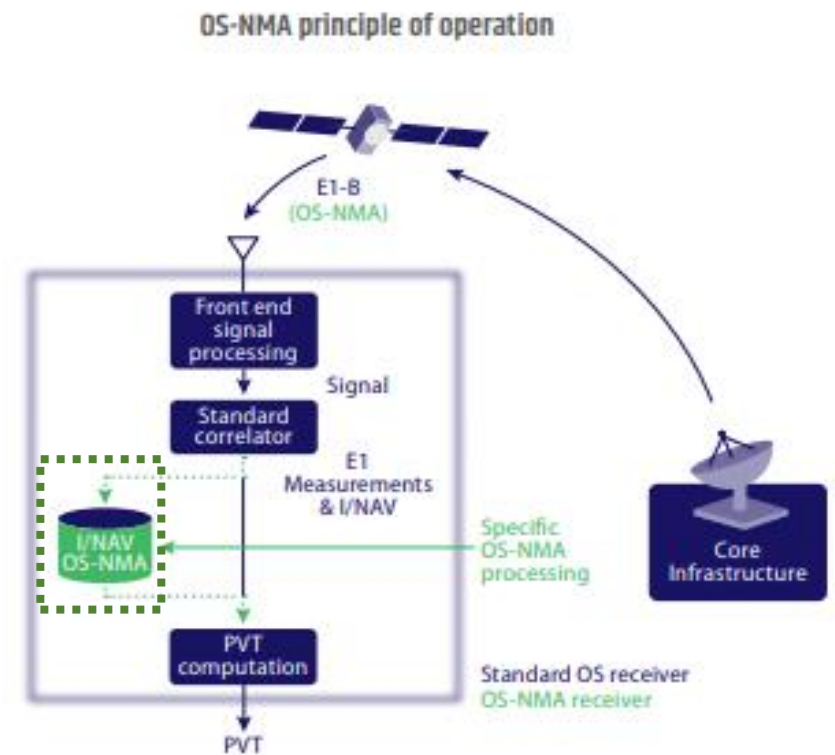 OS-NMA principle of operation
E1-B
(OS-NMA)
Front end
signal
processing
Signal
Standard
correlator
E1
Measurements
& I/NAV
I/NAV
OS-NMA
Specific
OS-NMA
processing
Core
Infrastructure
PVT
computation
Standard OS receiver
OS-NMA receiver
PVT